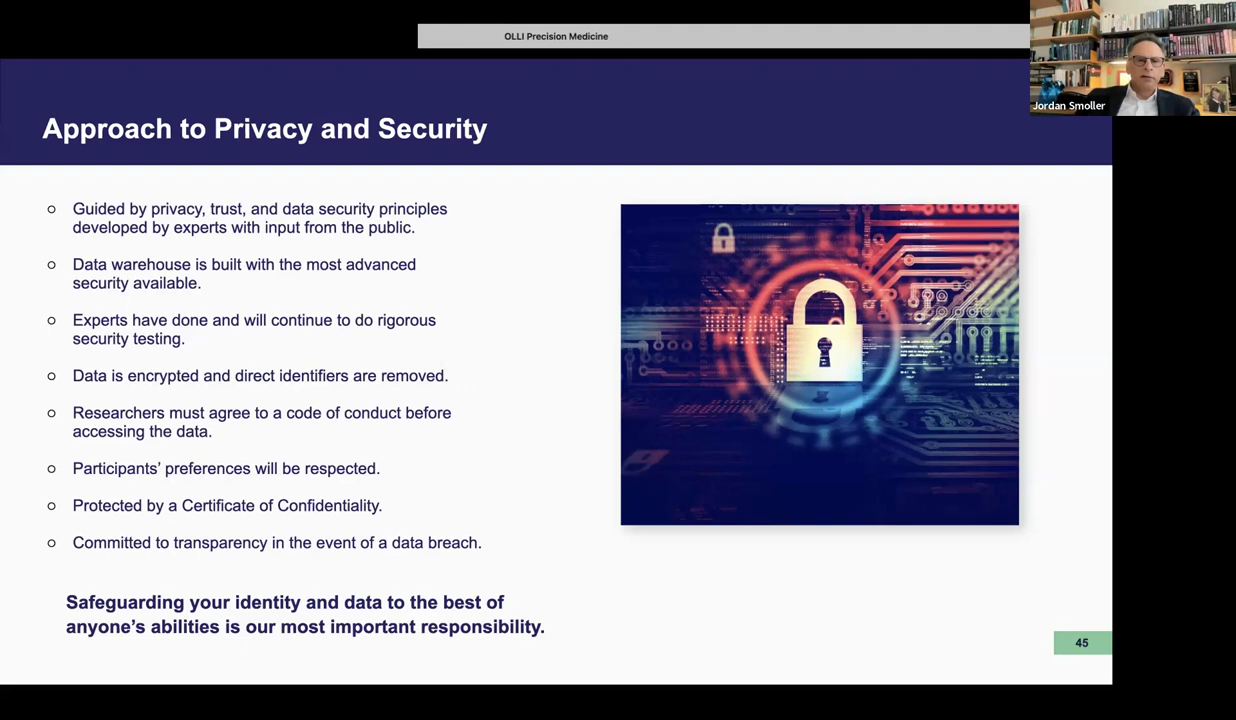 OLLI Precision Medicine
Jordan Smoller
Approach to Privacy and Security
Guided by privacy, trust, and data security principles
developed by experts with input from the public.
Data warehouse is built with the most advanced
security available.
Experts have done and will continue to do rigorous
security testing.
Data is encrypted and direct identifiers are removed.
Researchers must agree to a code of conduct before
accessing the data.
Participants’ preferences will be respected.
Protected by a Certificate of Confidentiality.
Committed to transparency in the event of a data breach.
Safeguarding your identity and data to the best of
anyone’s abilities is our most important responsibility.
45